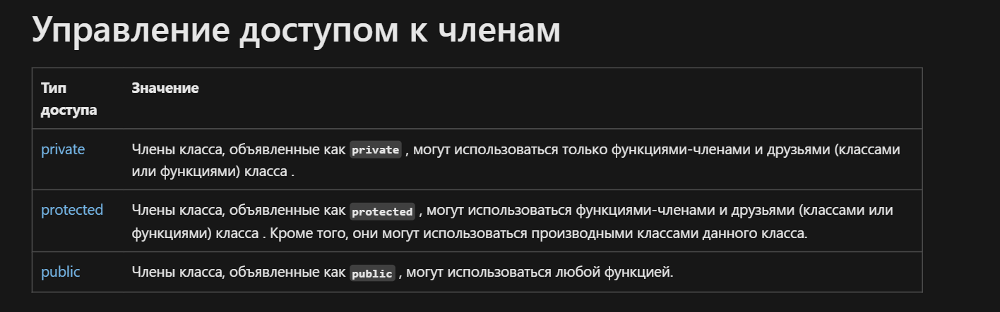 Управление доступом к членам
Тип
доступа
Значение
private
Члены класса, объявленные как private , могут использоваться только функциями-членами и друзьями (классами
или функциями) класса .
protected
Члены класса, объявленные как protected , могут использоваться функциями-членами и друзьями (классами или
функциями) класса . Кроме того, они могут использоваться производными классами данного класса.
public
Члены класса, объявленные как public , могут использоваться любой функцией.